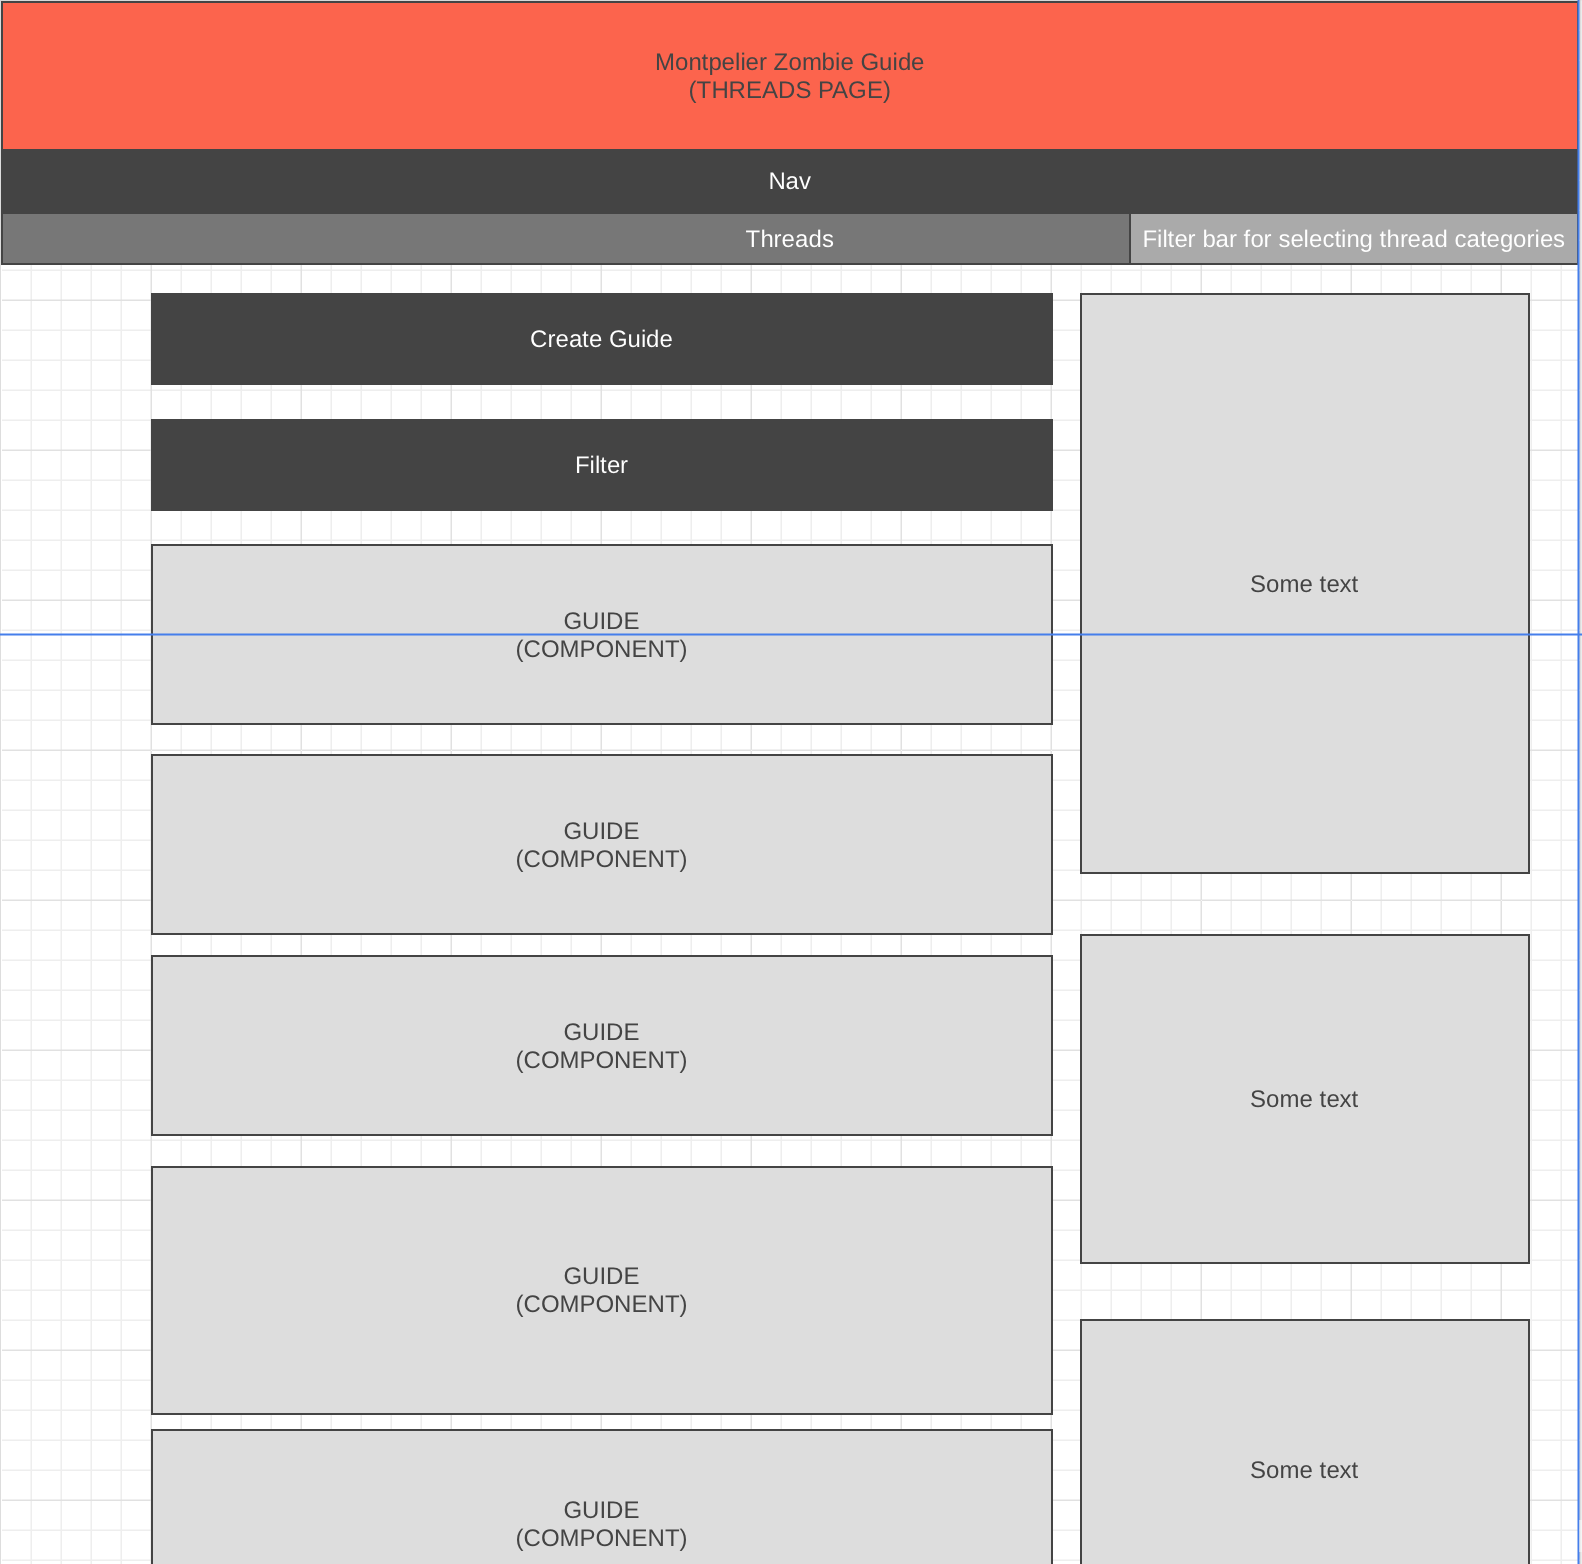 Montpelier Zombie Guide
(THREADS PAGE)
Nav
Threads
Filter bar for selecting thread categories
Create Guide
Filter
GUIDE
(COMPONENT)
GUIDE
(COMPONENT)
GUIDE
(COMPONENT)
GUIDE
(COMPONENT)
GUIDE
(COMPONENT)
Some text
Some text
Some text